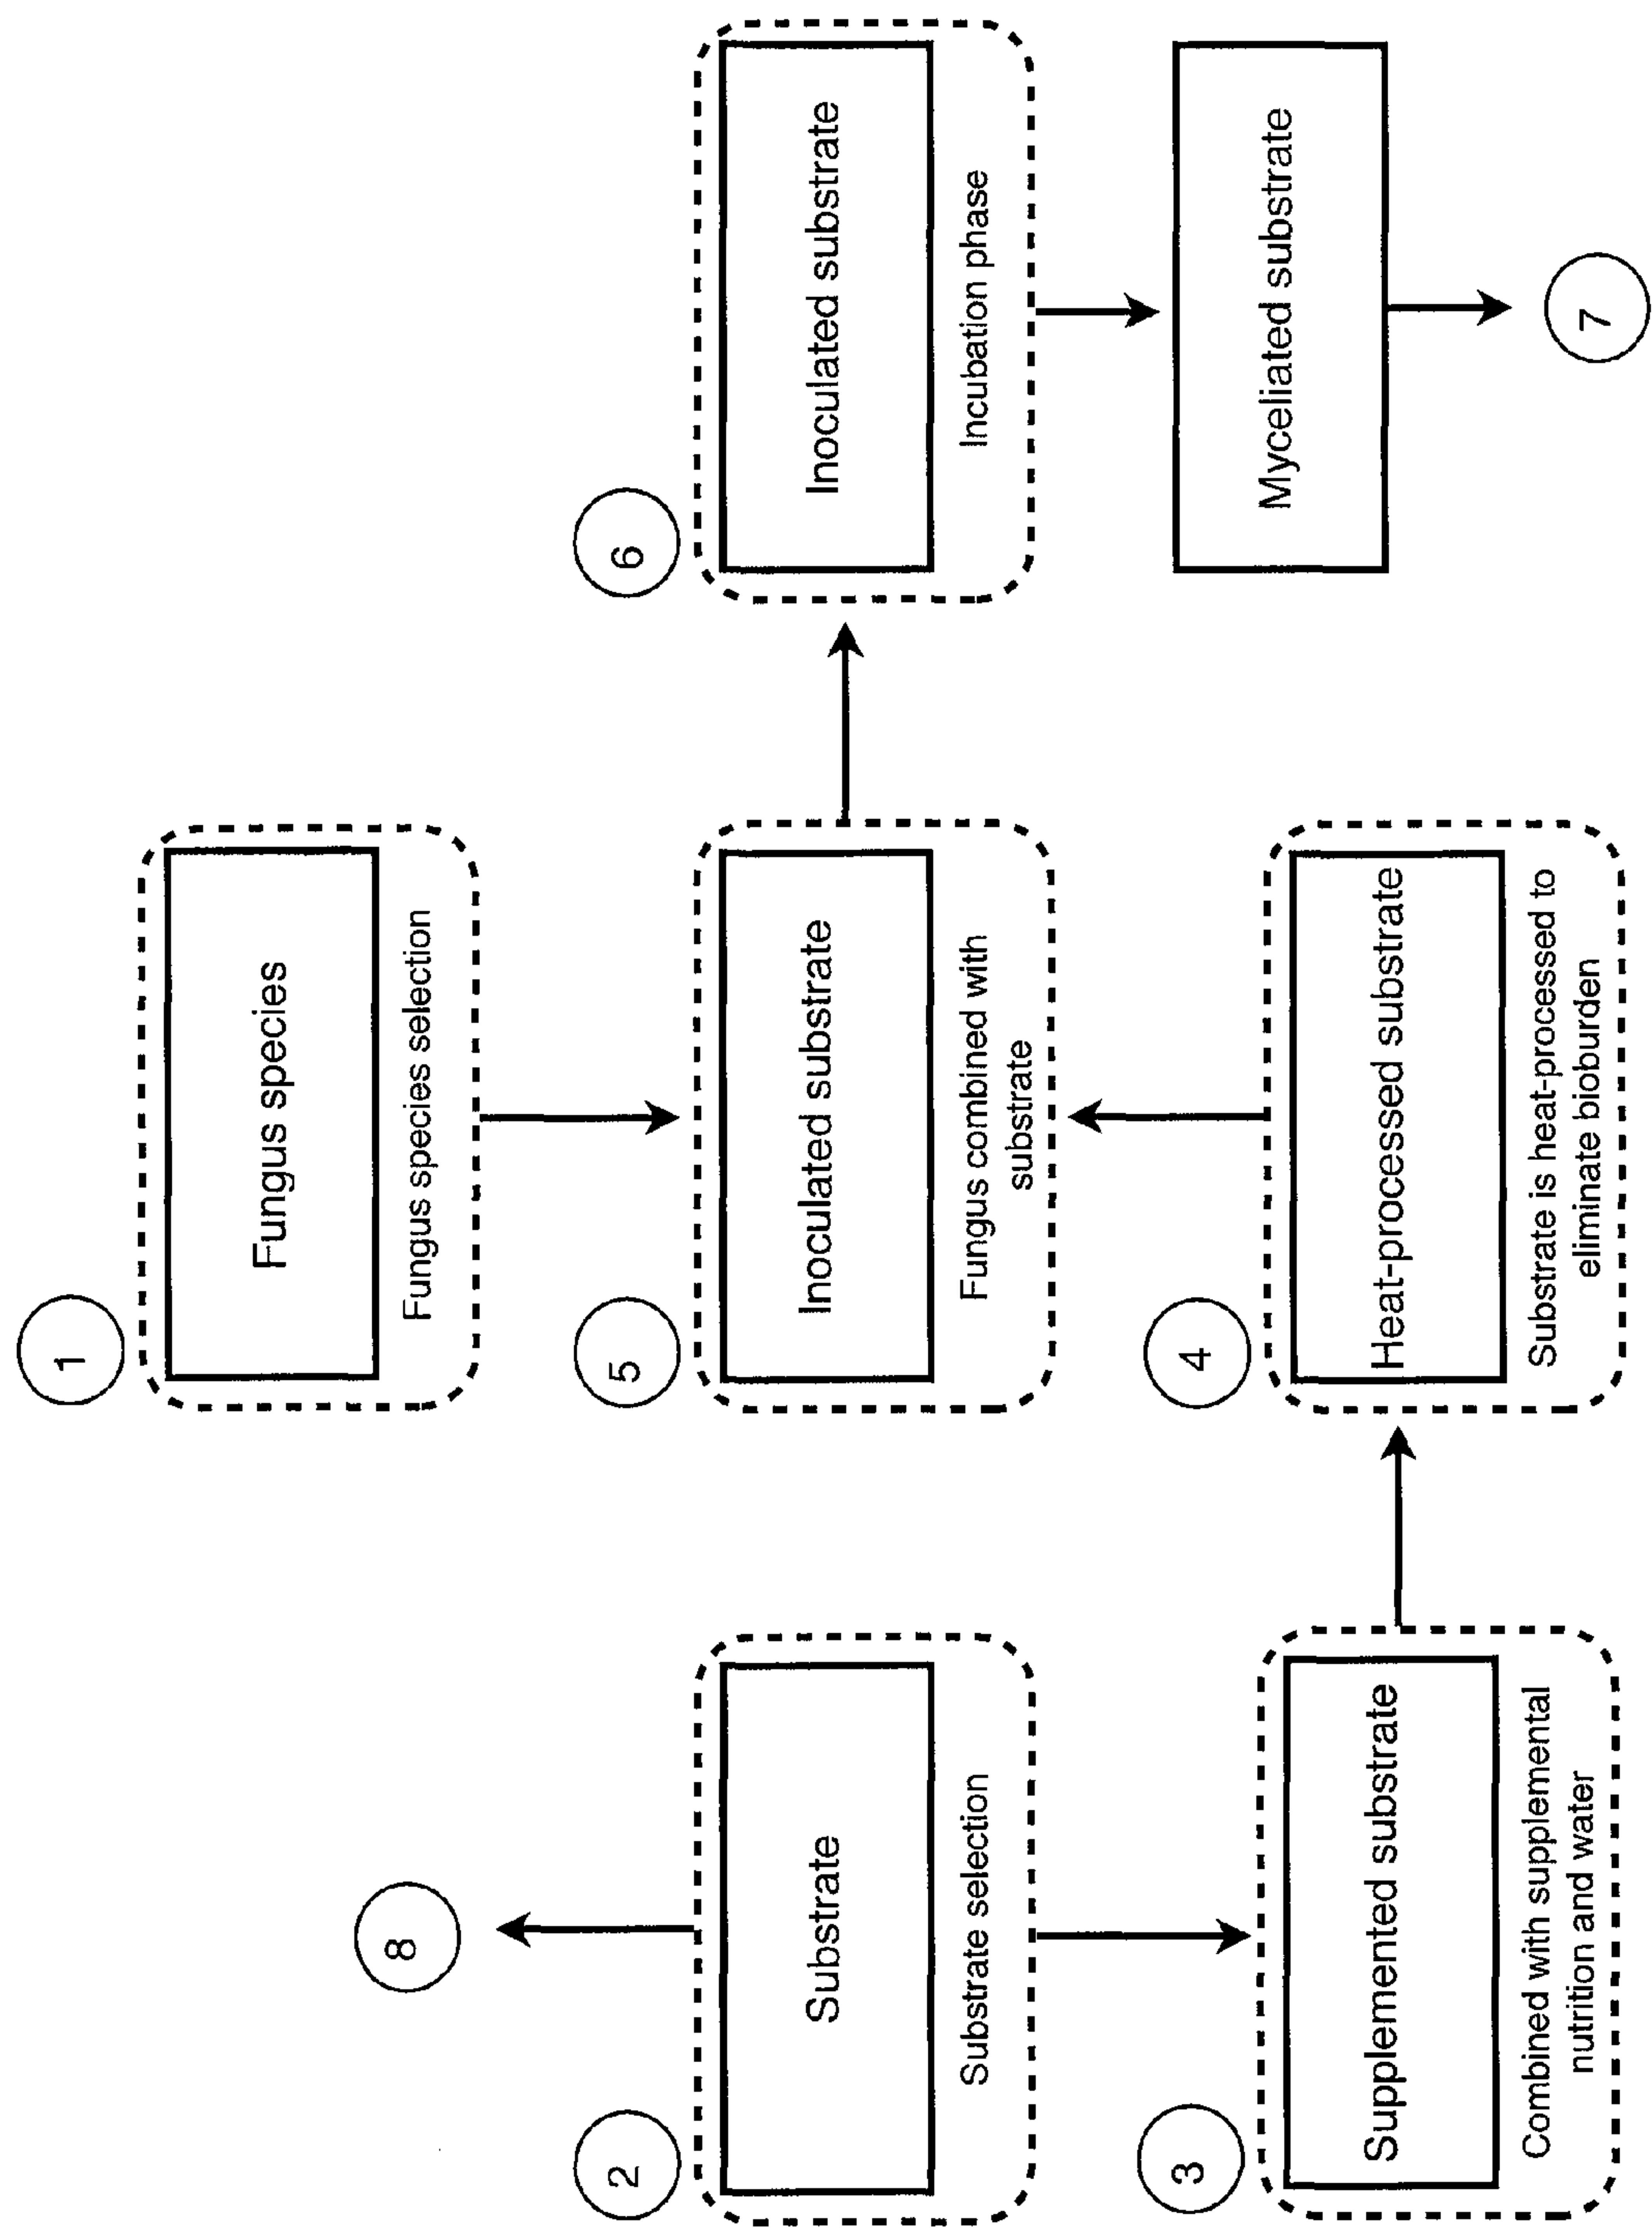 1
Fungus species
Fungus species selection
8
2
Substrate
Substrate selection
5
Inoculated substrate
Fungus combined with
substrate
6
Inoculated substrate
Incubation phase
3
Supplemented substrate
Combined with supplemental
nutrition and water
4
Heat-processed substrate
Substrate is heat-processed to
eliminate bioburden
Myceliated substrate
7